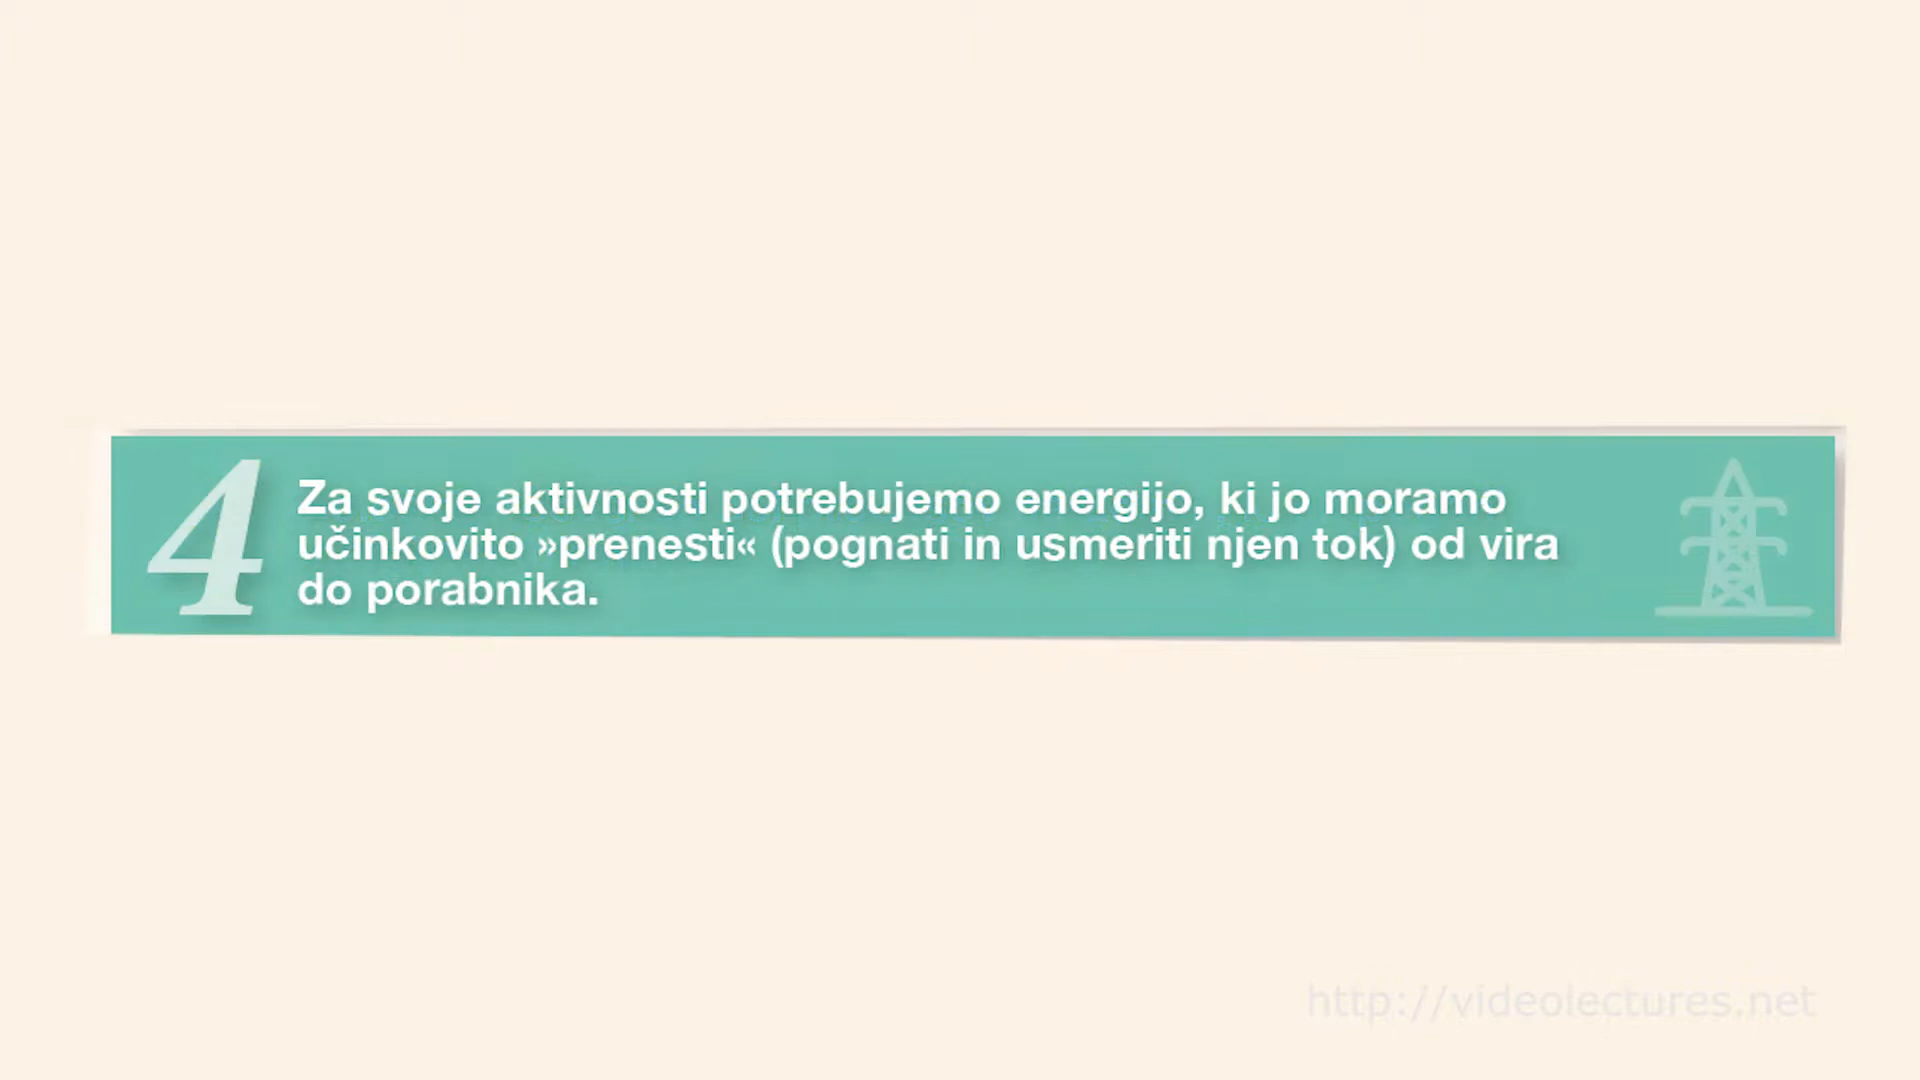 4
Za svoje aktivnosti potrebujemo energijo, ki jo moramo
učinkovito »prenesti« (pognati in usmeriti njen tok) od vira
do porabnika.
http://videolectures.net